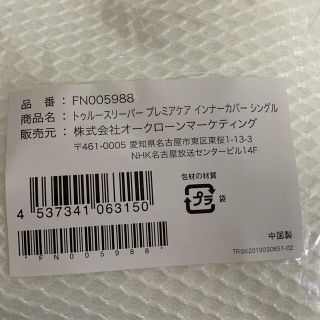 品番：FN005988
商品名：トゥルースリーパー プレミアケア インナーカバー シングル
販売元：株式会社オークローンマーケティング
〒461-0005 愛知県名古屋市東区東桜1-13-3
NHK名古屋放送センタービル14F
包材の材質
プラ 袋
4 537341 063150
*FN005988*
中国製
TRSK2019030651-02